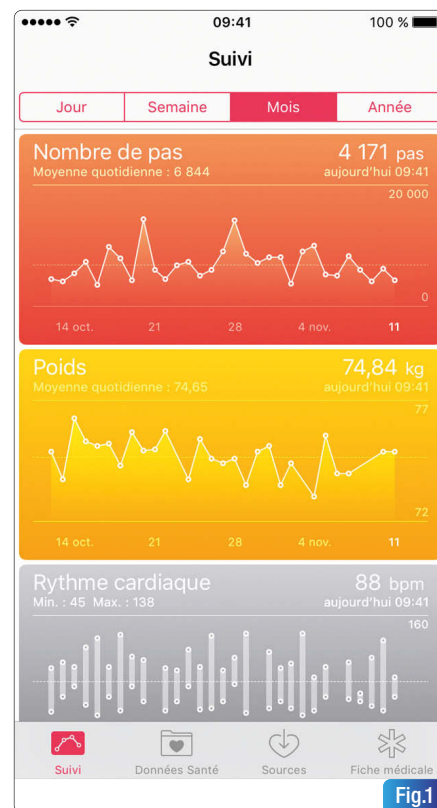 09:41 100 %
Suivi
Jour Semaine Mois Année
Nombre de pas 4 171 pas
Moyenne quotidienne : 6 844 aujourd'hui 09:41
20 000
0
14 oct. 21 28 4 nov. 11
Poids 74,84 kg
Moyenne quotidienne : 74,65 aujourd'hui 09:41
77
72
14 oct. 21 28 4 nov. 11
Rythme cardiaque 88 bpm
Min. : 45 Max. : 138 aujourd'hui 09:41
160
Suivi Données Santé Sources Fiche médicale
Fig.1